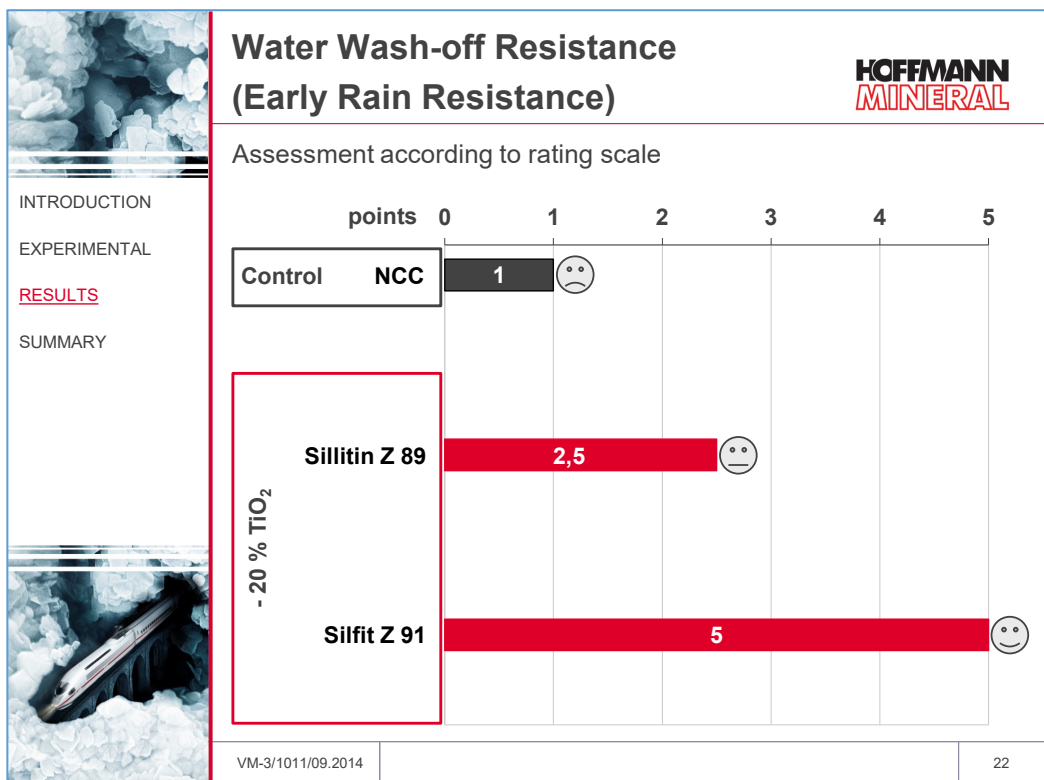 Water Wash-off Resistance
(Early Rain Resistance)
HOFFMANN
MINERAL
Assessment according to rating scale
INTRODUCTION
EXPERIMENTAL
RESULTS
SUMMARY
points 0 1 2 3 4 5
Control NCC 1
- 20 % TiO₂
Sillitin Z 89 2,5
Silfit Z 91 5
VM-3/1011/09.2014 22